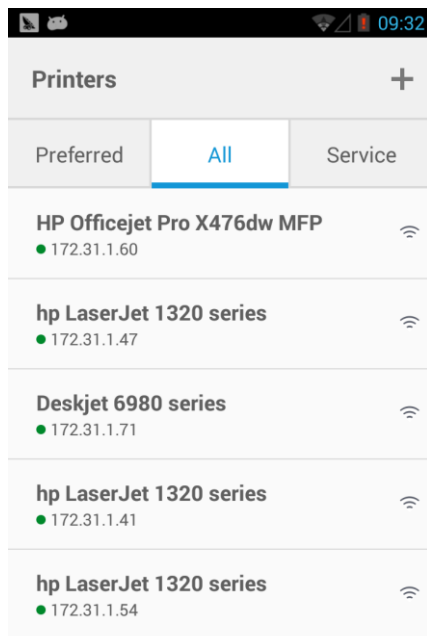 09:32
Printers
Preferred All Service
HP Officejet Pro X476dw MFP
172.31.1.60
hp LaserJet 1320 series
172.31.1.47
Deskjet 6980 series
172.31.1.71
hp LaserJet 1320 series
172.31.1.41
hp LaserJet 1320 series
172.31.1.54